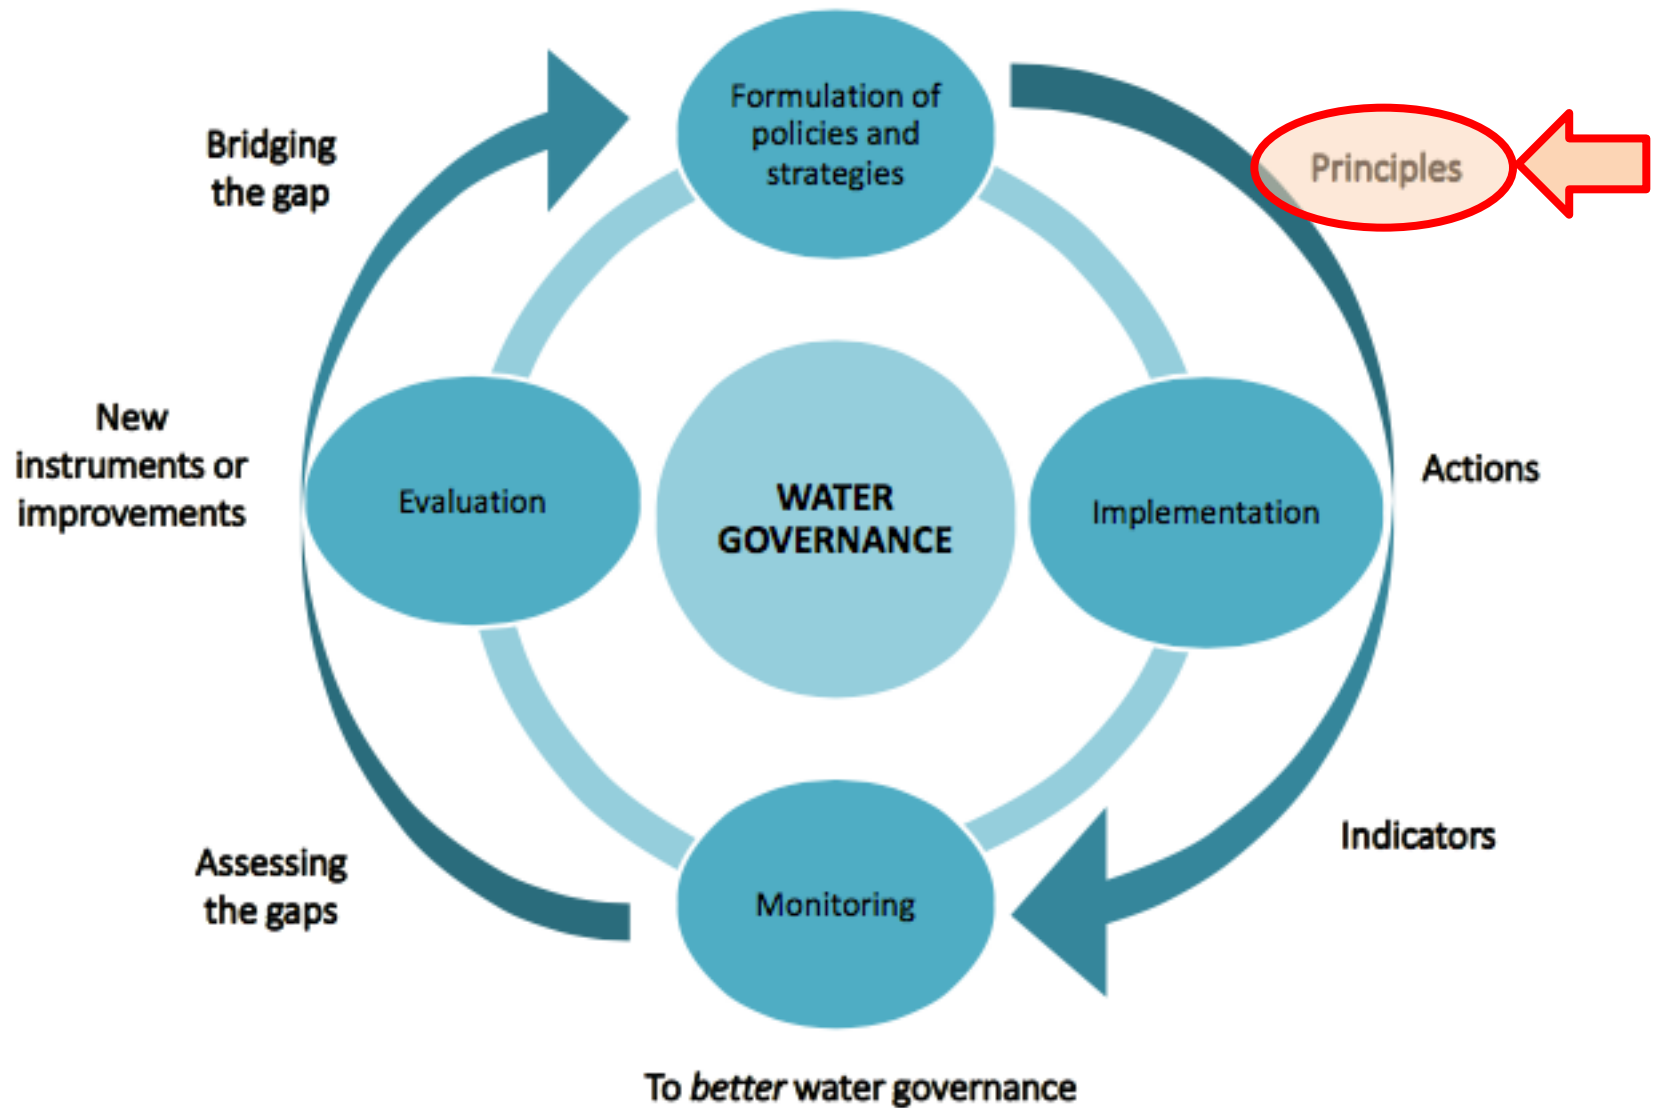 Formulation of
policies and
strategies
Principles
Bridging
the gap
New
instruments or
improvements
Evaluation
WATER
GOVERNANCE
Implementation
Actions
Assessing
the gaps
Monitoring
Indicators
To better water governance